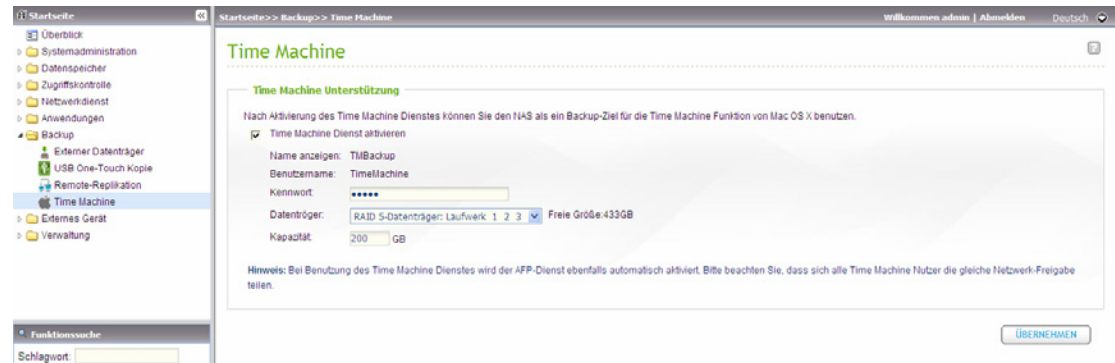 Startseite
Startseite>> Backup>> Time Machine
Willkommen admin | Abmelden
Deutsch
Überblick
Systemadministration
Datenspeicher
Zugriffskontrolle
Netzwerkdienst
Anwendungen
Backup
Externer Datenträger
USB One-Touch Kopie
Remote-Replikation
Time Machine
Externes Gerät
Verwaltung
Funktionssuche
Schlagwort:
Time Machine
Time Machine Unterstützung
Nach Aktivierung des Time Machine Dienstes können Sie den NAS als ein Backup-Ziel für die Time Machine Funktion von Mac OS X benutzen.
Time Machine Dienst aktivieren
Name anzeigen: TMBackup
Benutzername: TimeMachine
Kennwort:
Datentröger: RAID 5-Datenträger: Laufwerk 1 2 3 Freie Größe:433GB
Kapazität: 200 GB
Hinweis: Bei Benutzung des Time Machine Dienstes wird der AFP-Dienst ebenfalls automatisch aktiviert. Bitte beachten Sie, dass sich alle Time Machine Nutzer die gleiche Netzwerk-Freigabe
teilen.
ÜBERNEHMEN